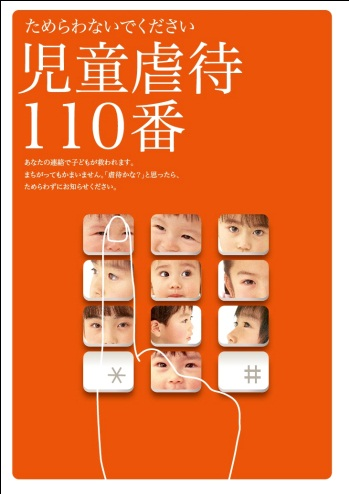 ためらわないでください
児童虐待
110番
あなたの連絡で子どもが救われます。
まちがってもかまいません、「虐待かな？」と思ったら、
ためらわずにお知らせください。
＊
#